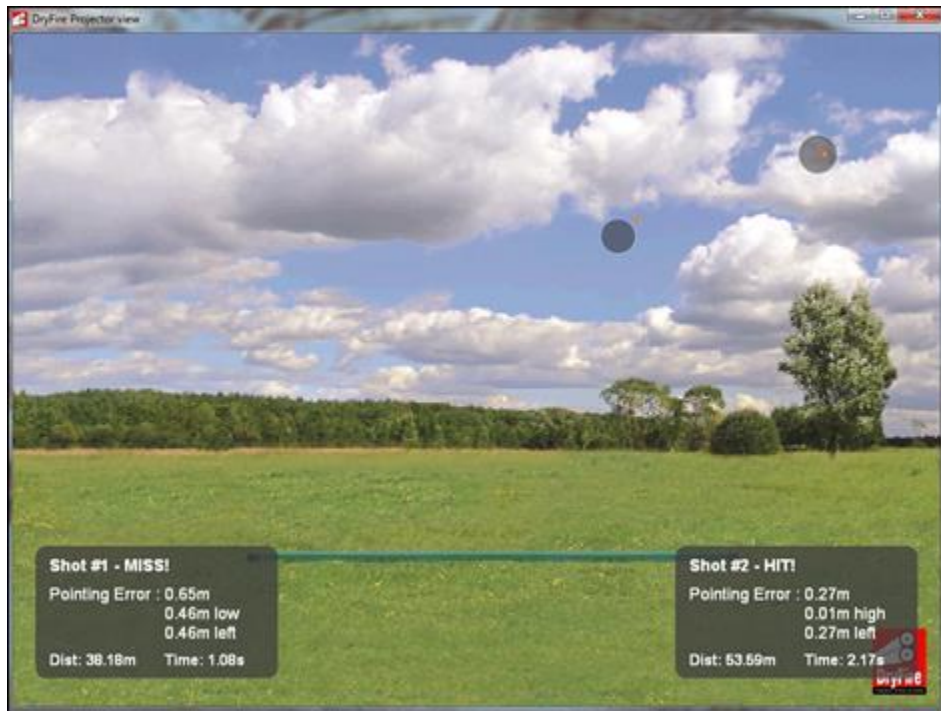 DryFire Projector view
Shot #1 - MISS!
Pointing Error : 0.65m
0.46m low
0.46m left
Dist: 38.18m Time: 1.08s
Shot #2 - HIT!
Pointing Error : 0.27m
0.01m high
0.27m left
Dist: 53.59m Time: 2.17s
DryFire